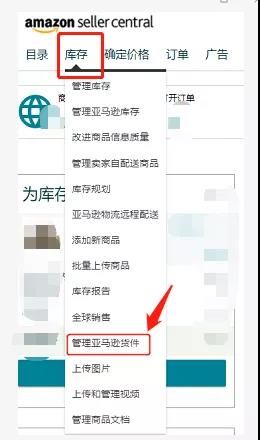 amazon seller central
目录 库存 确定价格 订单 广告
管理库存
管理亚马逊库存
打开订单
改进商品信息质量
管理卖家自配送商品
库存规划
为库存
亚马逊物流远程配送
添加新商品
批量上传商品
库存报告
全球销售
管理亚马逊货件
上传图片
上传和管理视频
管理商品文档